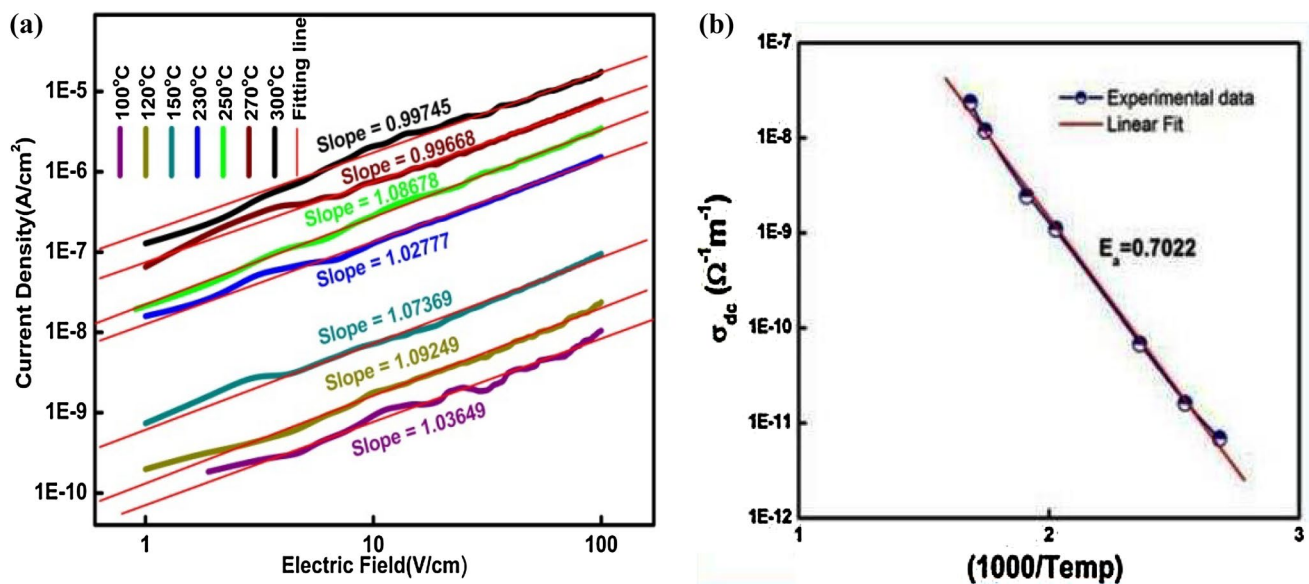 (a)
Current Density(A/cm²)
1E-5
1E-6
1E-7
1E-8
1E-9
1E-10
100°C
120°C
150°C
230°C
250°C
270°C
300°C
Fitting line
Slope = 0.99745
Slope = 0.99668
Slope = 1.08678
Slope = 1.02777
Slope = 1.07369
Slope = 1.09249
Slope = 1.03649
1
10
100
Electric Field(V/cm)
(b)
σdc (Ω⁻¹m⁻¹)
1E-7
1E-8
1E-9
1E-10
1E-11
1E-12
Experimental data
Linear Fit
Ea=0.7022
1
2
3
(1000/Temp)